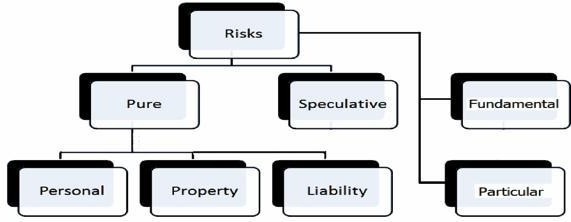 Risks
Pure
Speculative
Fundamental
Personal
Property
Liability
Particular